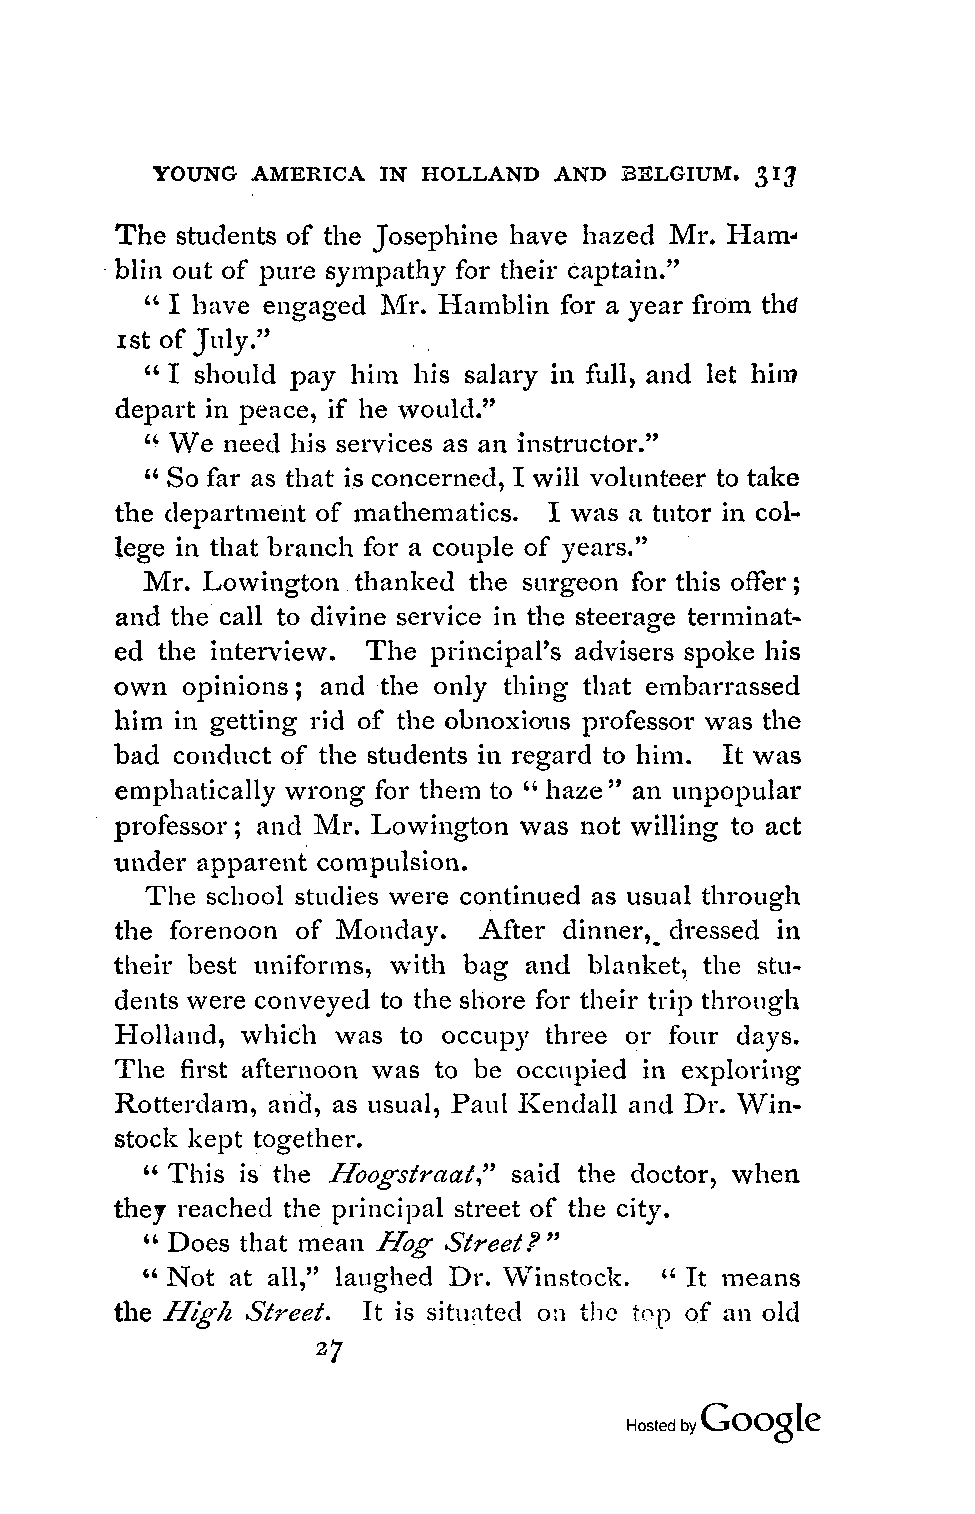 YOUNG AMERICA IN HOLLAND AND BELGIUM. 313
The students of the Josephine have hazed Mr. Ham-
blin out of pure sympathy for their captain."
"I have engaged Mr. Hamblin for a year from the
1st of July."
"I should pay him his salary in full, and let him
depart in peace, if he would."
"We need his services as an instructor."
"So far as that is concerned, I will volunteer to take
the department of mathematics. I was a tutor in col-
lege in that branch for a couple of years."
Mr. Lowington thanked the surgeon for this offer;
and the call to divine service in the steerage terminat-
ed the interview. The principal's advisers spoke his
own opinions; and the only thing that embarrassed
him in getting rid of the obnoxious professor was the
bad conduct of the students in regard to him. It was
emphatically wrong for them to "haze" an unpopular
professor; and Mr. Lowington was not willing to act
under apparent compulsion.
The school studies were continued as usual through
the forenoon of Monday. After dinner, dressed in
their best uniforms, with bag and blanket, the stu-
dents were conveyed to the shore for their trip through
Holland, which was to occupy three or four days.
The first afternoon was to be occupied in exploring
Rotterdam, and, as usual, Paul Kendall and Dr. Win-
stock kept together.
"This is the Hoogstraat," said the doctor, when
they reached the principal street of the city.
"Does that mean Hog Street?"
"Not at all," laughed Dr. Winstock. "It means
the High Street. It is situated on the top of an old
27
Hosted by Google